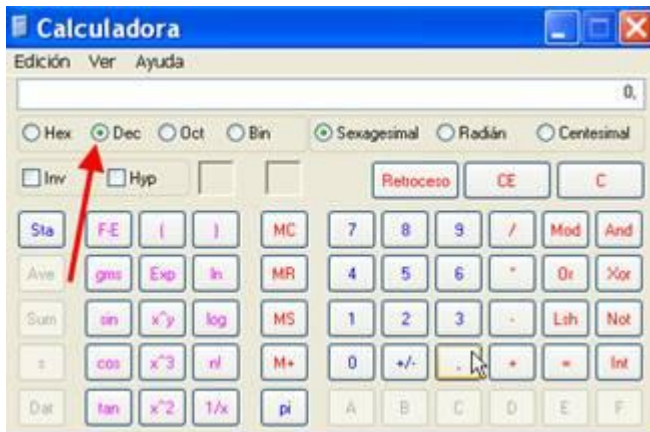 Calculadora
Edición Ver Ayuda
0,
Hex Dec Oct Bin Sexagesimal Radián Centesimal
Inv Hyp Retroceso CE C
Sta F-E ( ) MC 7 8 9 / Mod And
Ave gms Exp ln MR 4 5 6 * Or Xor
Sum sin x^y log MS 1 2 3 - Lsh Not
s cos x^3 n! M+ 0 +/- , + = Int
Dat tan x^2 1/x pi A B C D E F